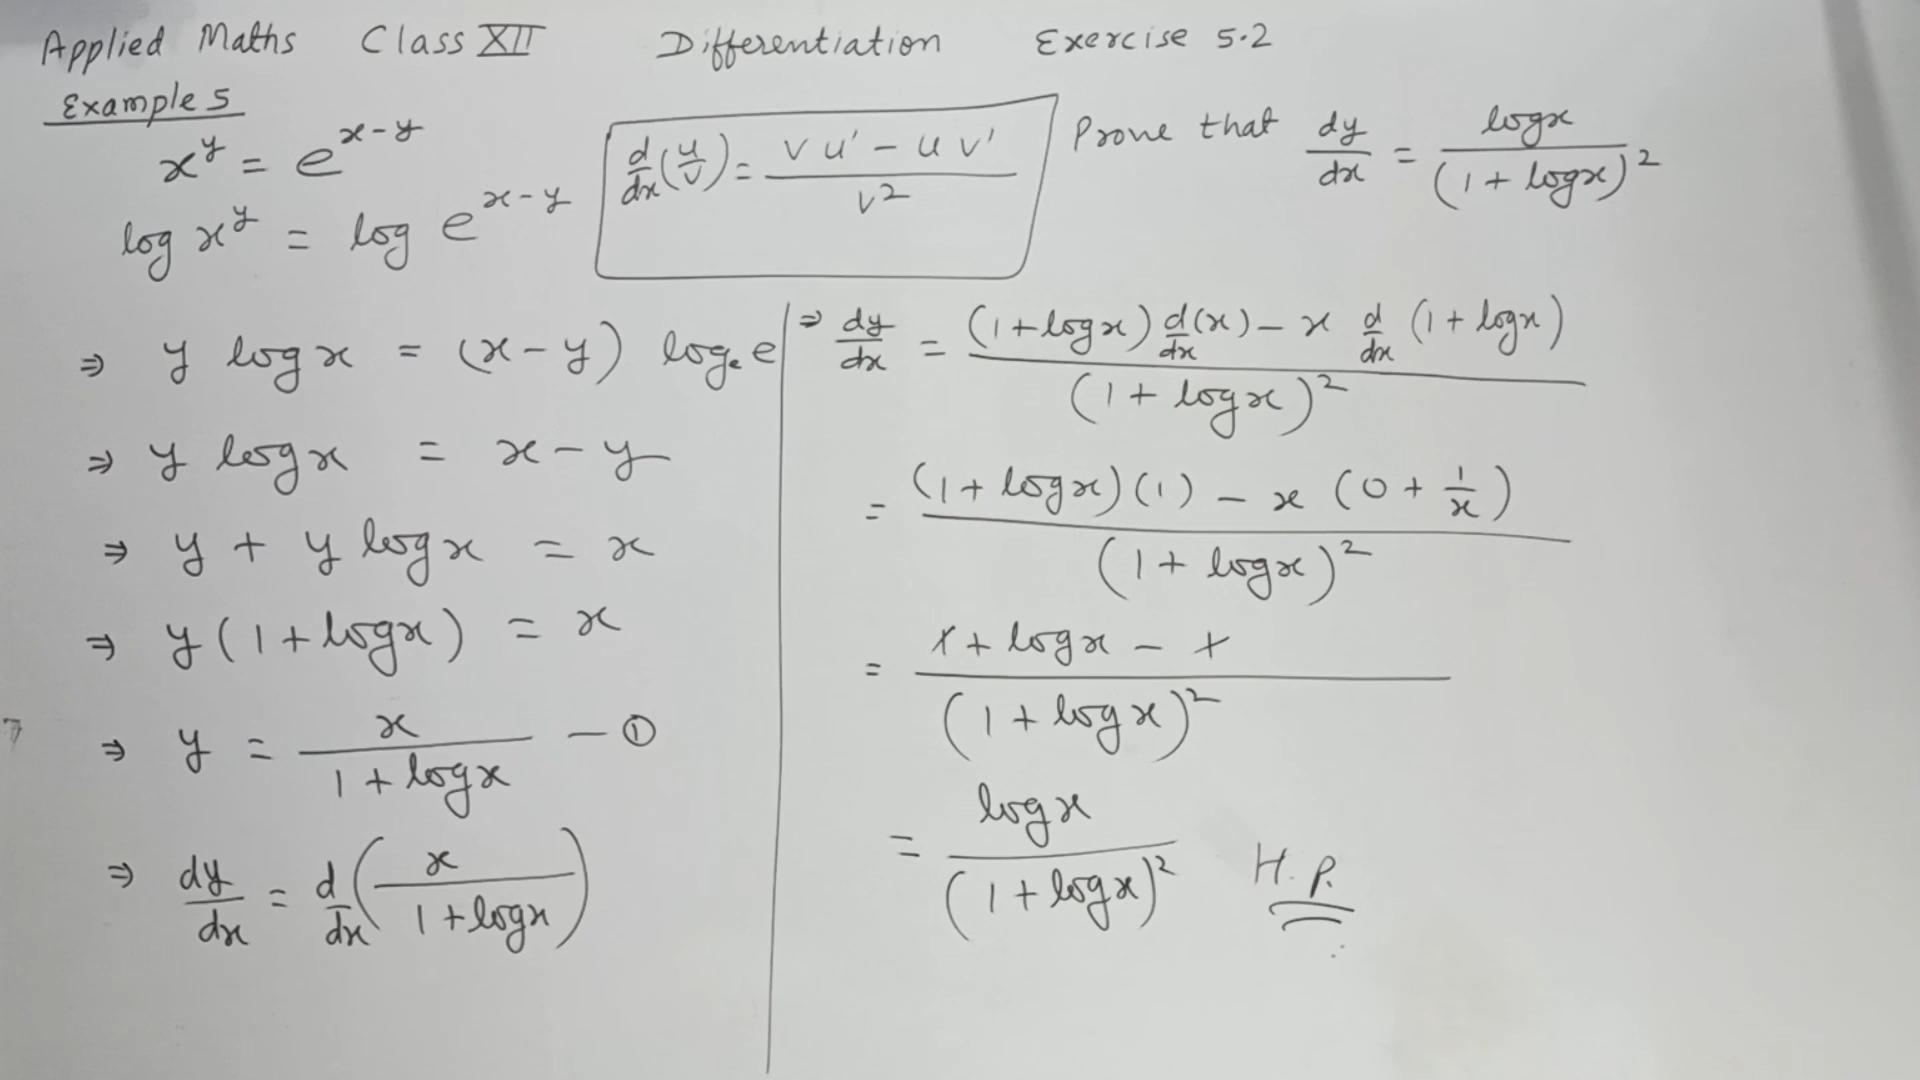 Applied Maths Class XII Differentiation Exercise 5.2
Example 5
x^y = e^(x-y)
log x^y = log e^(x-y)
d/dx (u/v) = (v u' - u v') / v²
Prove that dy/dx = log x / (1 + log x)²
⇒ y log x = (x - y) logₑ e
⇒ y log x = x - y
⇒ y + y log x = x
⇒ y (1 + log x) = x
⇒ y = x / (1 + log x) — ①
⇒ dy/dx = d/dx (x / (1 + log x))
⇒ dy/dx = ((1 + log x) d/dx (x) - x d/dx (1 + log x)) / (1 + log x)²
= ((1 + log x)(1) - x (0 + 1/x)) / (1 + log x)²
= (1 + log x - 1) / (1 + log x)²
= log x / (1 + log x)² H.P.